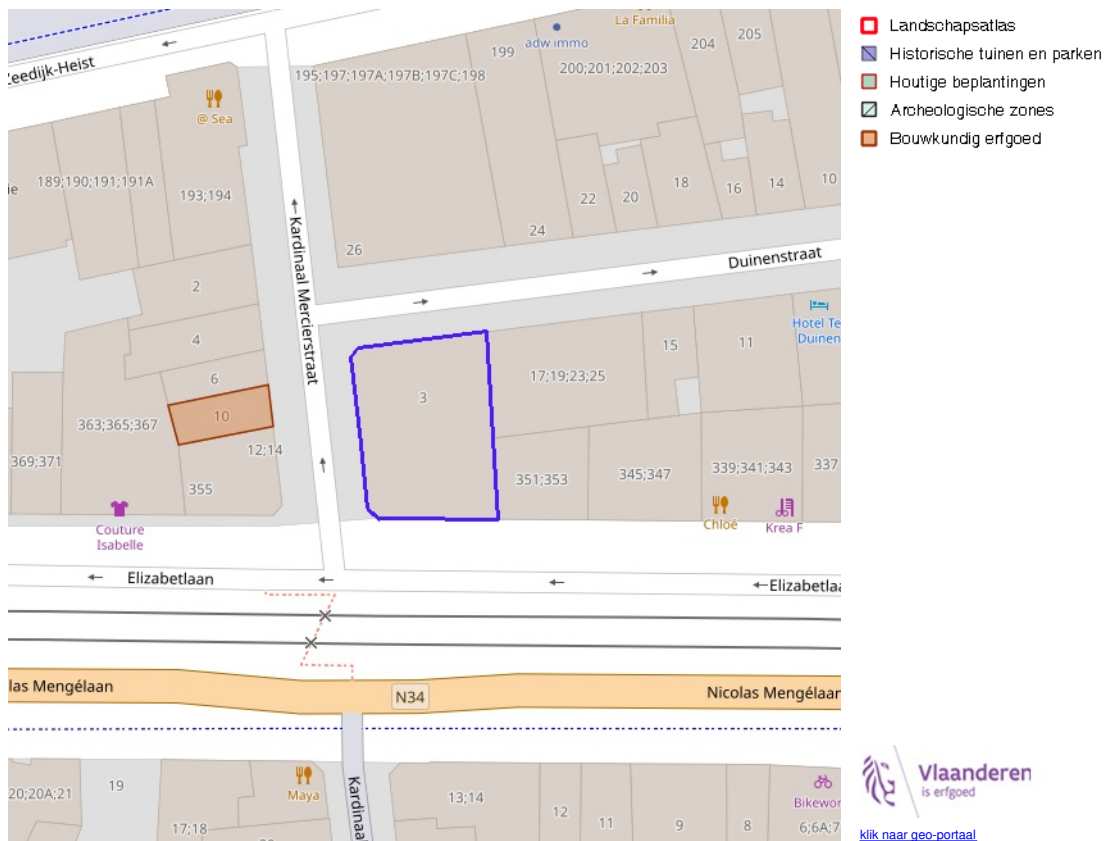 La Familia
adw immo
199
204
205
195;197;197A;197B;197C;198
200;201;202;203
Zeedijk-Heist
@ Sea
189;190;191;191A
193;194
22
20
18
16
14
10
24
26
Kardinaal Mercierstraat
Duinenstraat
2
4
6
10
12;14
363;365;367
369;371
355
Couture
Isabelle
3
17;19;23;25
15
11
Hotel Te
Duinen
351;353
345;347
339;341;343
337
Chloé
Krea F
Elizabetlaan
Elizabetlaa
las Mengélaan
N34
Nicolas Mengélaan
20;20A;21
19
17;18
Maya
Kardinaal
13;14
12
11
9
8
Bikewor
6;6A;7
Landschapsatlas
Historische tuinen en parken
Houtige beplantingen
Archeologische zones
Bouwkundig erfgoed
Vlaanderen
is erfgoed
klik naar geo-portaal